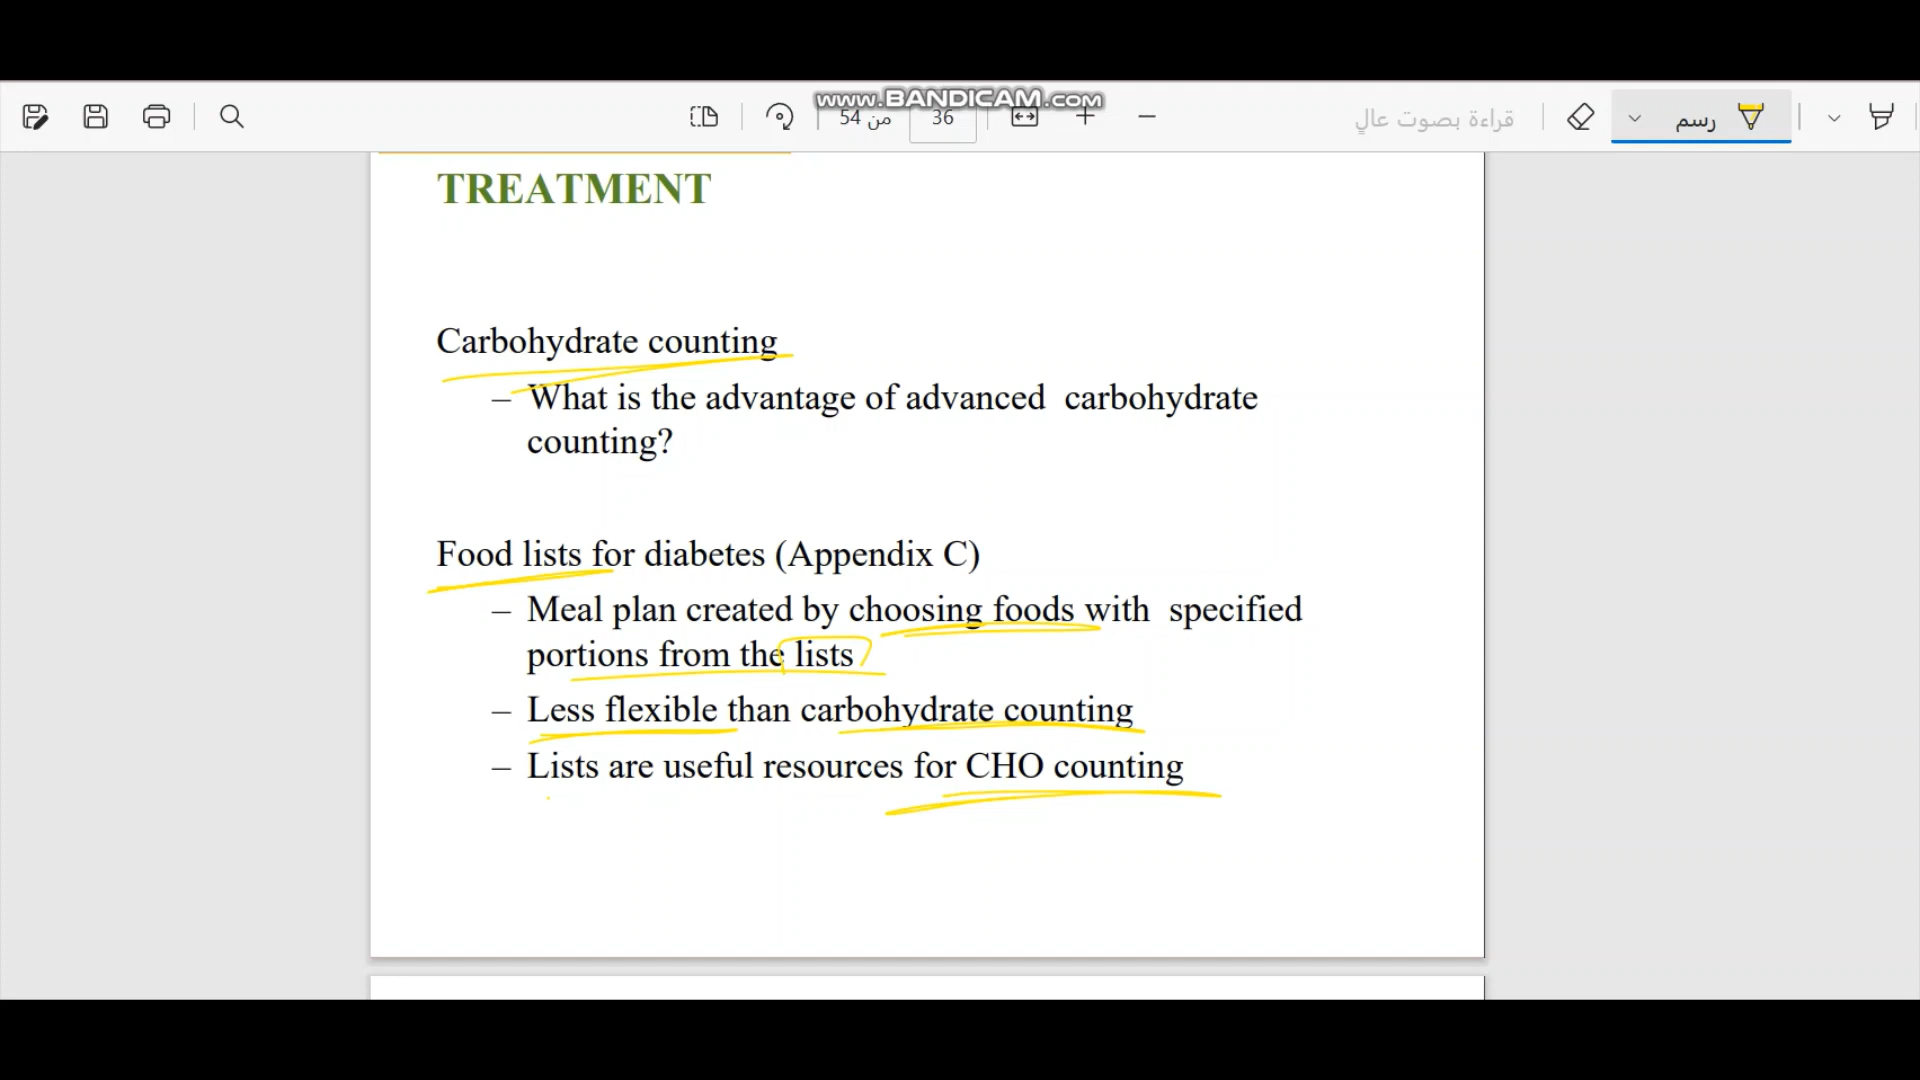 www.BANDICAM.com
54 من
36
قراءة بصوت عالٍ
رسم
TREATMENT
Carbohydrate counting
– What is the advantage of advanced carbohydrate
counting?
Food lists for diabetes (Appendix C)
– Meal plan created by choosing foods with specified
portions from the lists
– Less flexible than carbohydrate counting
– Lists are useful resources for CHO counting